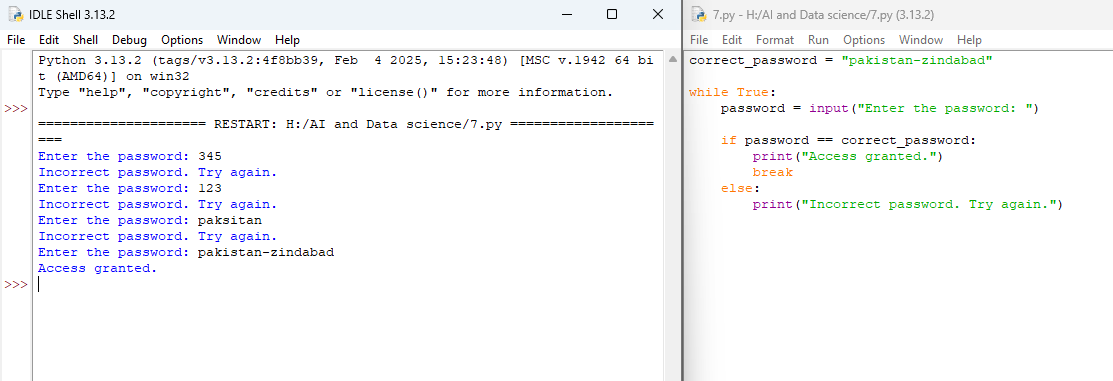 IDLE Shell 3.13.2
File Edit Shell Debug Options Window Help
Python 3.13.2 (tags/v3.13.2:4f8bb39, Feb  4 2025, 15:23:48) [MSC v.1942 64 bi
t (AMD64)] on win32
Type "help", "copyright", "credits" or "license()" for more information.
>>>
===================== RESTART: H:/AI and Data science/7.py ==================
===
Enter the password: 345
Incorrect password. Try again.
Enter the password: 123
Incorrect password. Try again.
Enter the password: paksitan
Incorrect password. Try again.
Enter the password: pakistan-zindabad
Access granted.
>>>
7.py - H:/AI and Data science/7.py (3.13.2)
File Edit Format Run Options Window Help
correct_password = "pakistan-zindabad"
while True:
    password = input("Enter the password: ")
    if password == correct_password:
        print("Access granted.")
        break
    else:
        print("Incorrect password. Try again.")